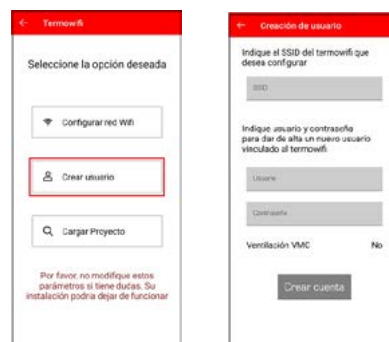 Termowifi
Seleccione la opción deseada
Configurar red Wifi
Crear usuario
Cargar Proyecto
Por favor, no modifique estos
parámetros si tiene dudas. Su
instalación podría dejar de funcionar
Creación de usuario
Indique el SSID del termowifi que
desea configurar
SSID
Indique usuario y contraseña
para dar de alta un nuevo usuario
vinculado al termowifi
Usuario
Contraseña
Ventilación VMC No
Crear cuenta